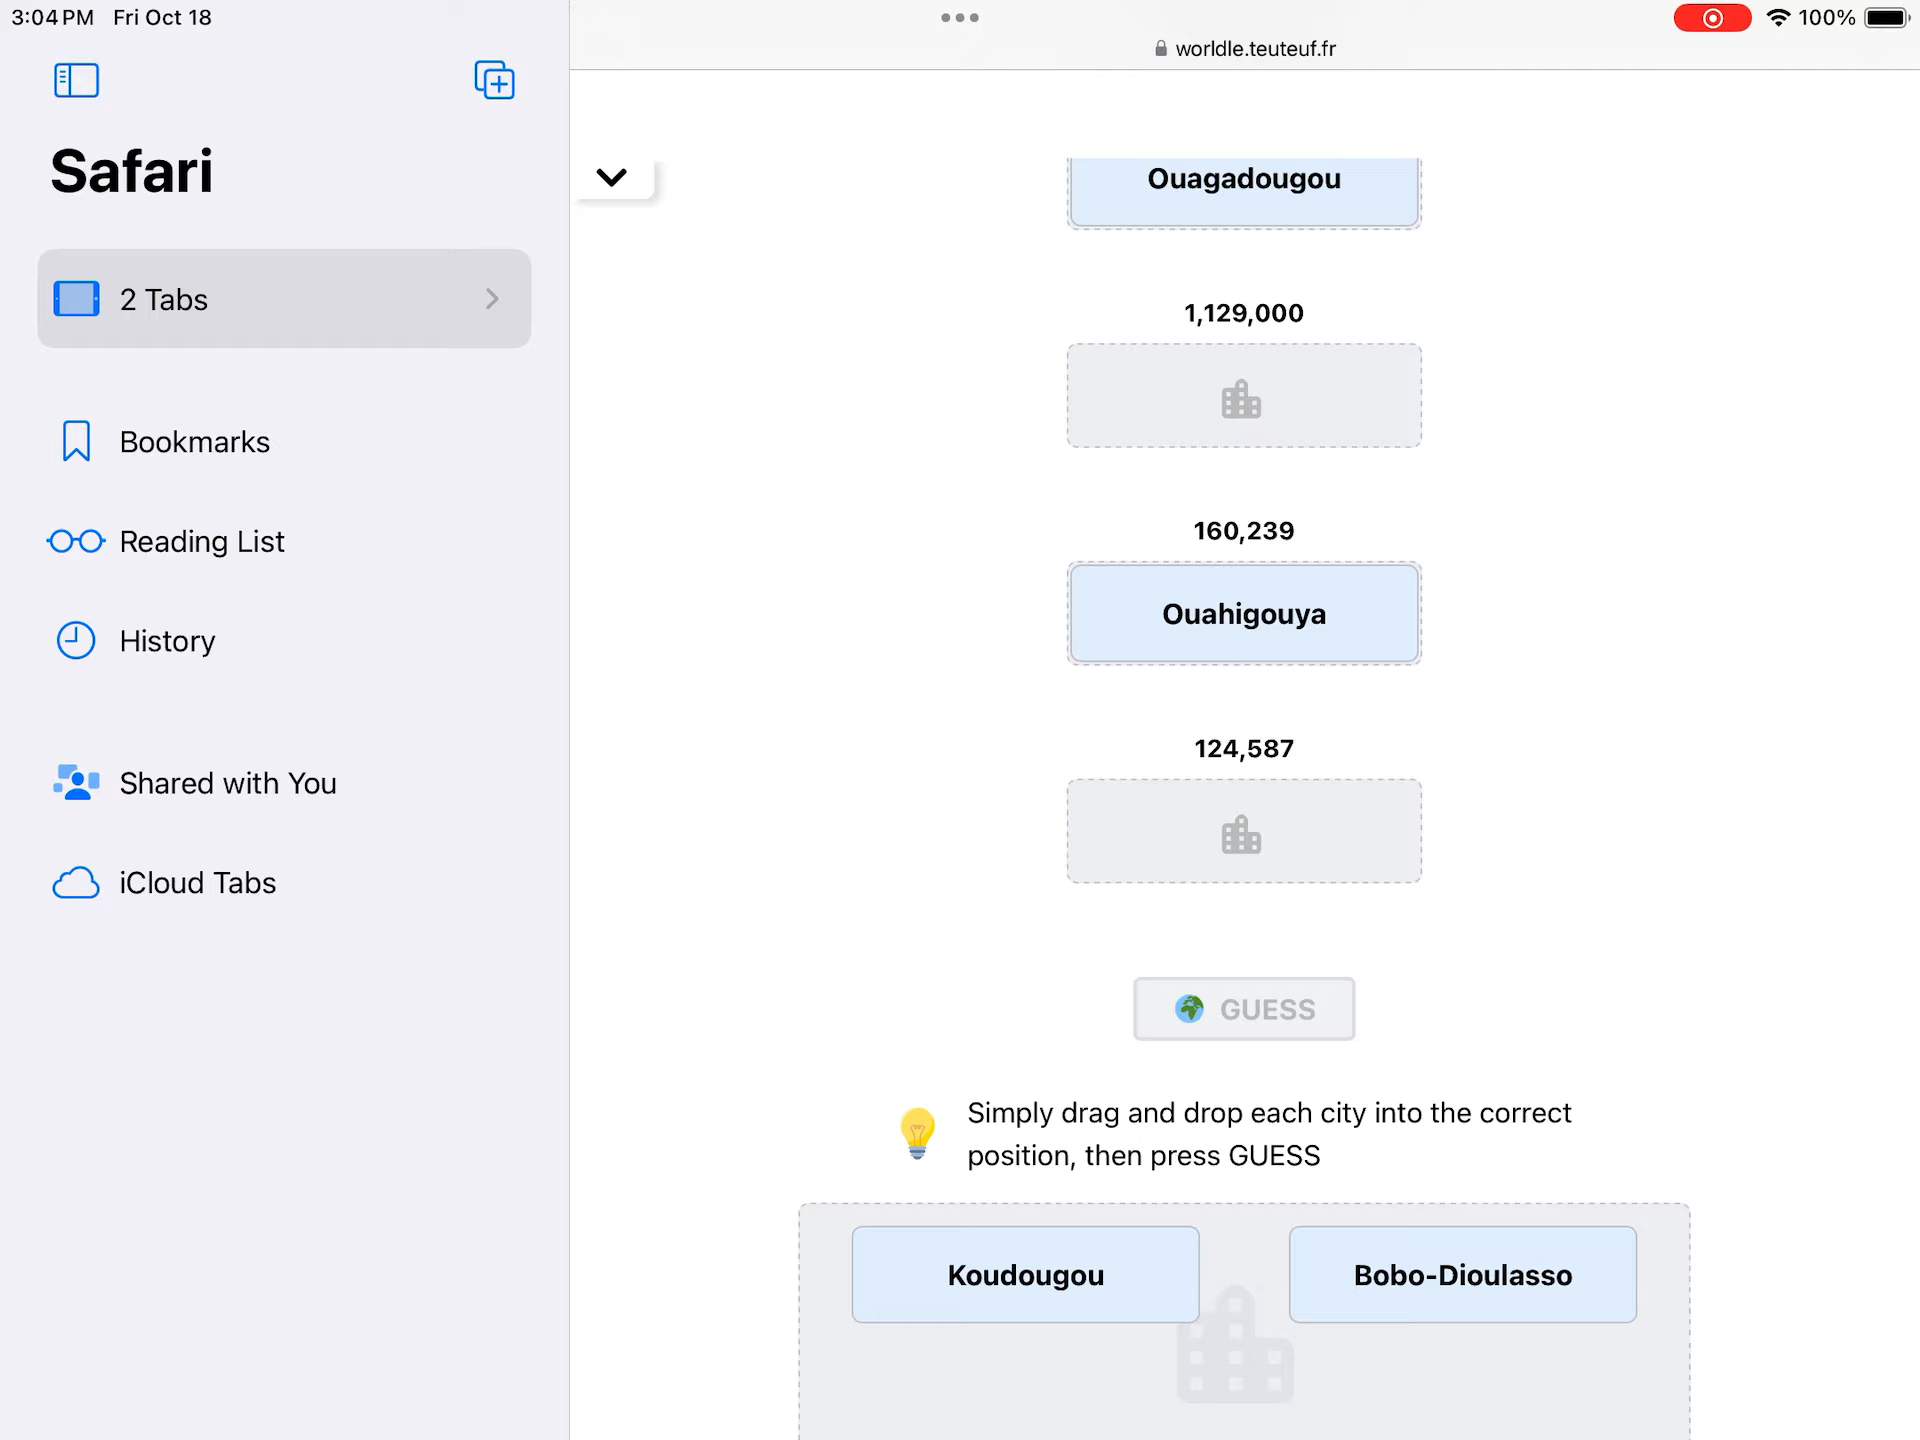 3:04 PM Fri Oct 18
100%
worldle.teuteuf.fr
Safari
2 Tabs
Bookmarks
Reading List
History
Shared with You
iCloud Tabs
Ouagadougou
1,129,000
160,239
Ouahigouya
124,587
GUESS
Simply drag and drop each city into the correct
position, then press GUESS
Koudougou
Bobo-Dioulasso